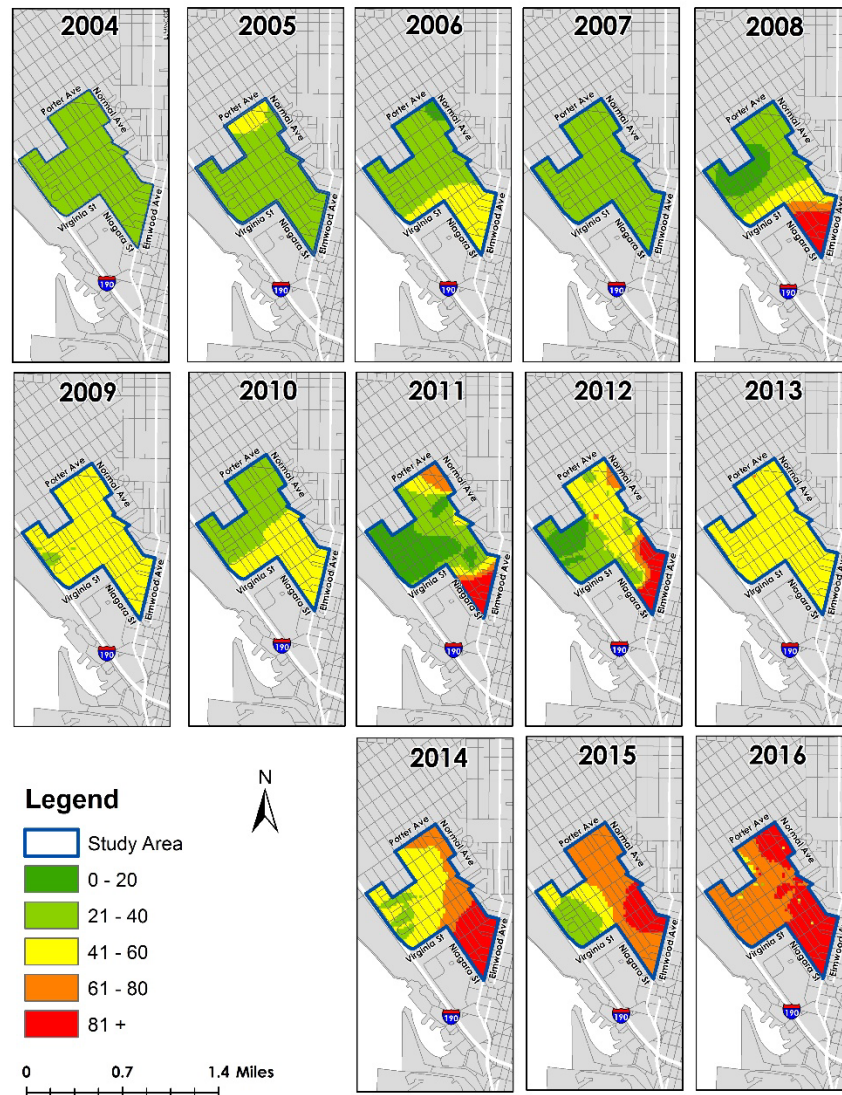 2004
Porter Ave
Normal Ave
Virginia St
Niagara St
Elmwood Ave
190
2005
Porter Ave
Normal Ave
Virginia St
Niagara St
Elmwood Ave
190
2006
Porter Ave
Normal Ave
Virginia St
Niagara St
Elmwood Ave
190
2007
Porter Ave
Normal Ave
Virginia St
Niagara St
Elmwood Ave
190
2008
Porter Ave
Normal Ave
Virginia St
Niagara St
Elmwood Ave
190
2009
Porter Ave
Normal Ave
Virginia St
Niagara St
Elmwood Ave
190
2010
Porter Ave
Normal Ave
Virginia St
Niagara St
Elmwood Ave
190
2011
Porter Ave
Normal Ave
Virginia St
Niagara St
Elmwood Ave
190
2012
Porter Ave
Normal Ave
Virginia St
Niagara St
Elmwood Ave
190
2013
Porter Ave
Normal Ave
Virginia St
Niagara St
Elmwood Ave
190
2014
Porter Ave
Normal Ave
Virginia St
Niagara St
Elmwood Ave
190
2015
Porter Ave
Normal Ave
Virginia St
Niagara St
Elmwood Ave
190
2016
Porter Ave
Normal Ave
Virginia St
Niagara St
Elmwood Ave
190
N
Legend
Study Area
0 - 20
21 - 40
41 - 60
61 - 80
81 +
0 0.7 1.4 Miles